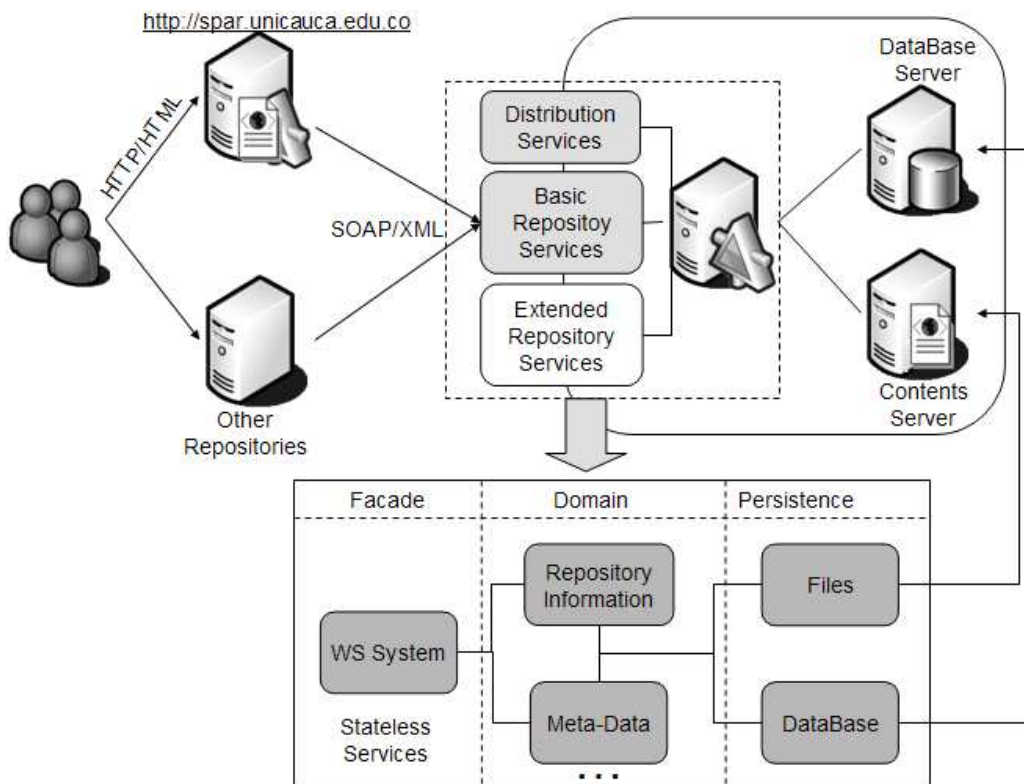 http://spar.unicauca.edu.co
HTTP/HTML
SOAP/XML
Other
Repositories
Distribution
Services
Basic
Repositoy
Services
Extended
Repository
Services
DataBase
Server
Contents
Server
Facade
Domain
Persistence
WS System
Stateless
Services
Repository
Information
Meta-Data
...
Files
DataBase